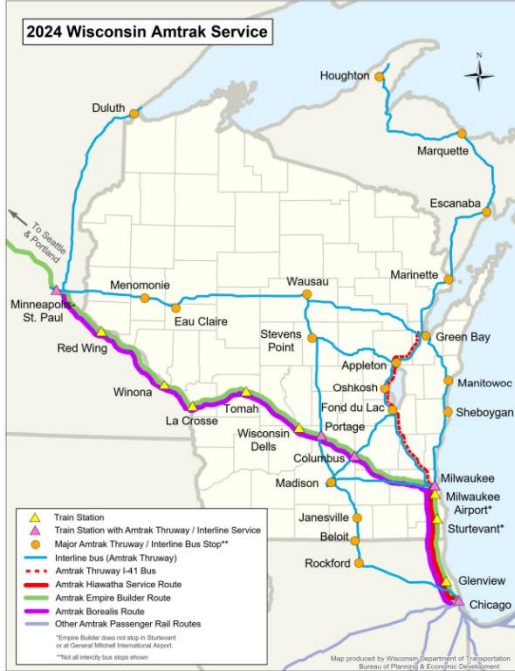 2024 Wisconsin Amtrak Service
N
Houghton
Duluth
Marquette
Escanaba
To Seattle
& Portland
Marinette
Menomonie
Wausau
Minneapolis-
St. Paul
Eau Claire
Green Bay
Stevens
Point
Red Wing
Appleton
Manitowoc
Oshkosh
Winona
Tomah
Fond du Lac
Sheboygan
La Crosse
Wisconsin
Dells
Portage
Columbus
Milwaukee
Madison
Milwaukee
Airport*
Janesville
Sturtevant*
Beloit
Rockford
Glenview
Chicago
Train Station
Train Station with Amtrak Thruway / Interline Service
Major Amtrak Thruway / Interline Bus Stop**
Interline bus (Amtrak Thruway)
Amtrak Thruway I-41 Bus
Amtrak Hiawatha Service Route
Amtrak Empire Builder Route
Amtrak Borealis Route
Other Amtrak Passenger Rail Routes
*Empire Builder does not stop in Sturtevant
or at General Mitchell International Airport.
**Not all intercity bus stops shown
Map produced by Wisconsin Department of Transportation
Bureau of Planning & Economic Development